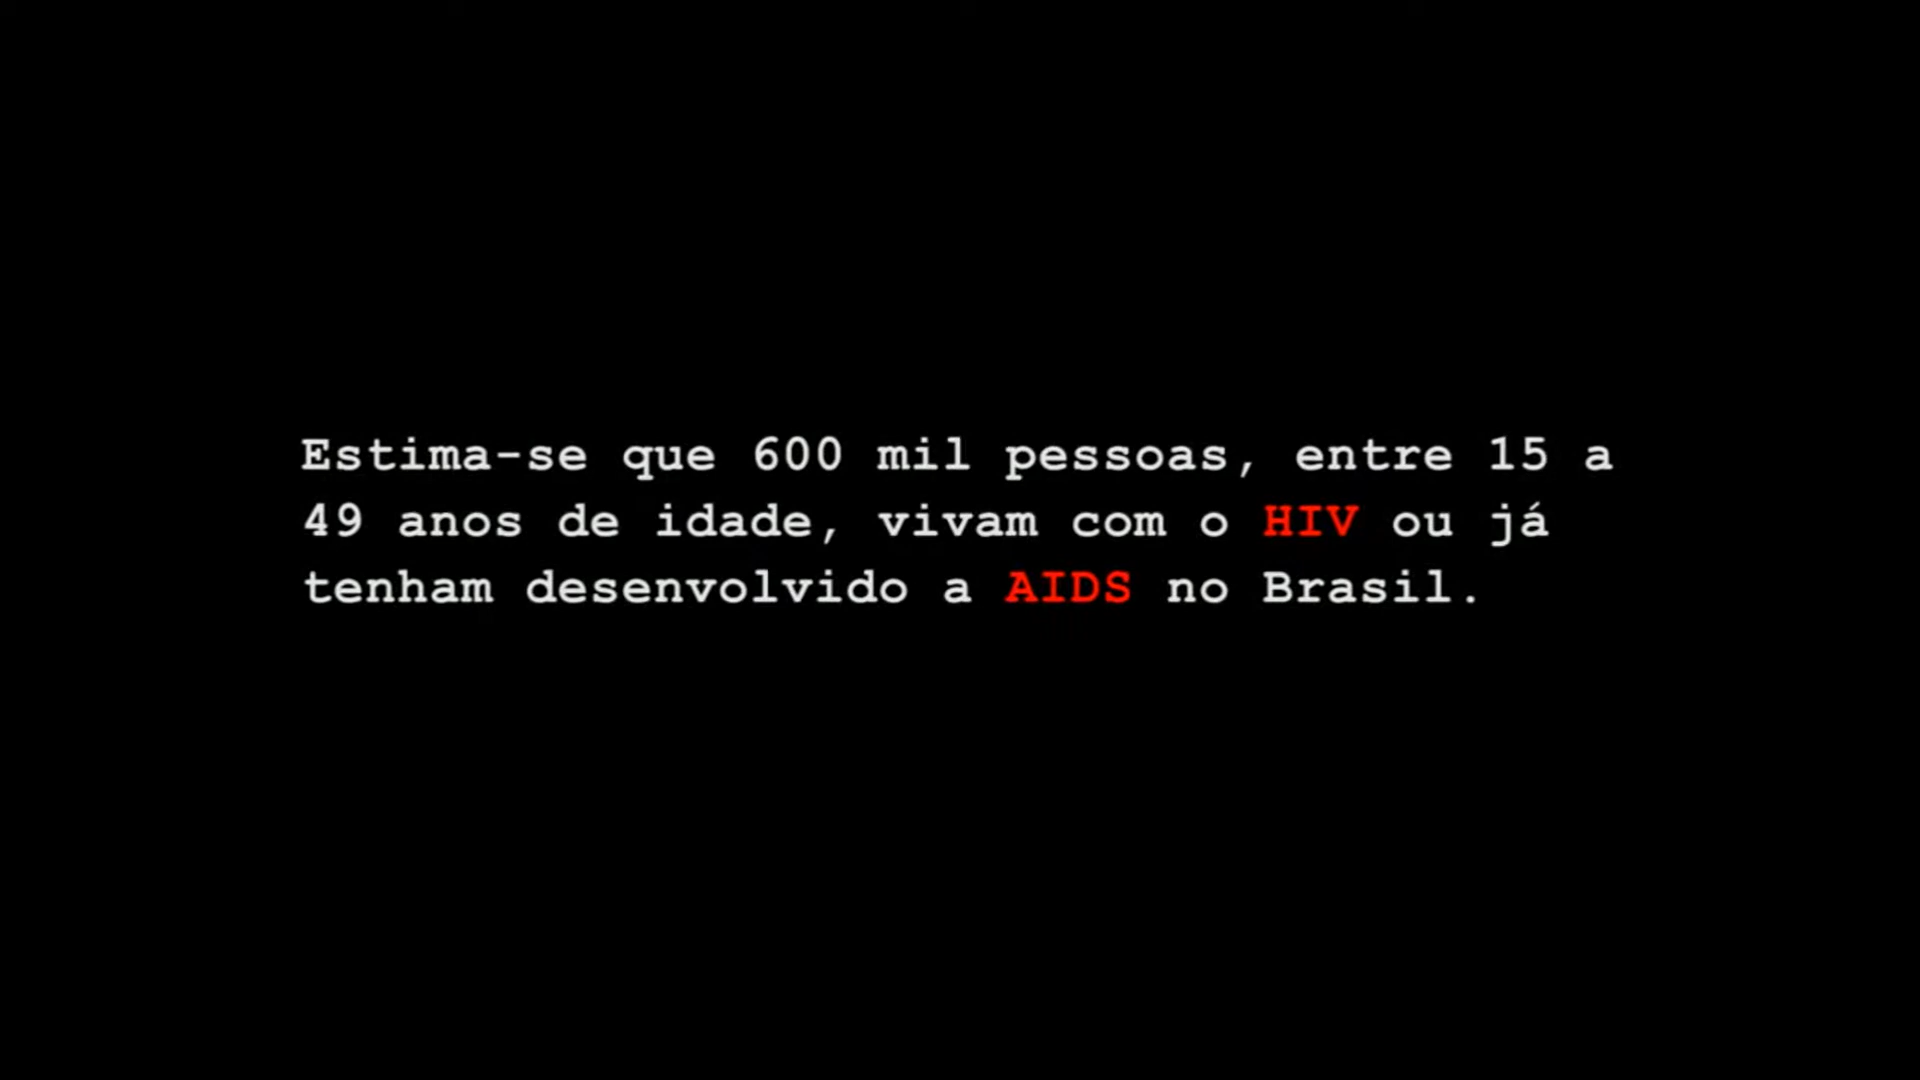 Estima-se que 600 mil pessoas, entre 15 a
49 anos de idade, vivam com o HIV ou já
tenham desenvolvido a AIDS no Brasil.